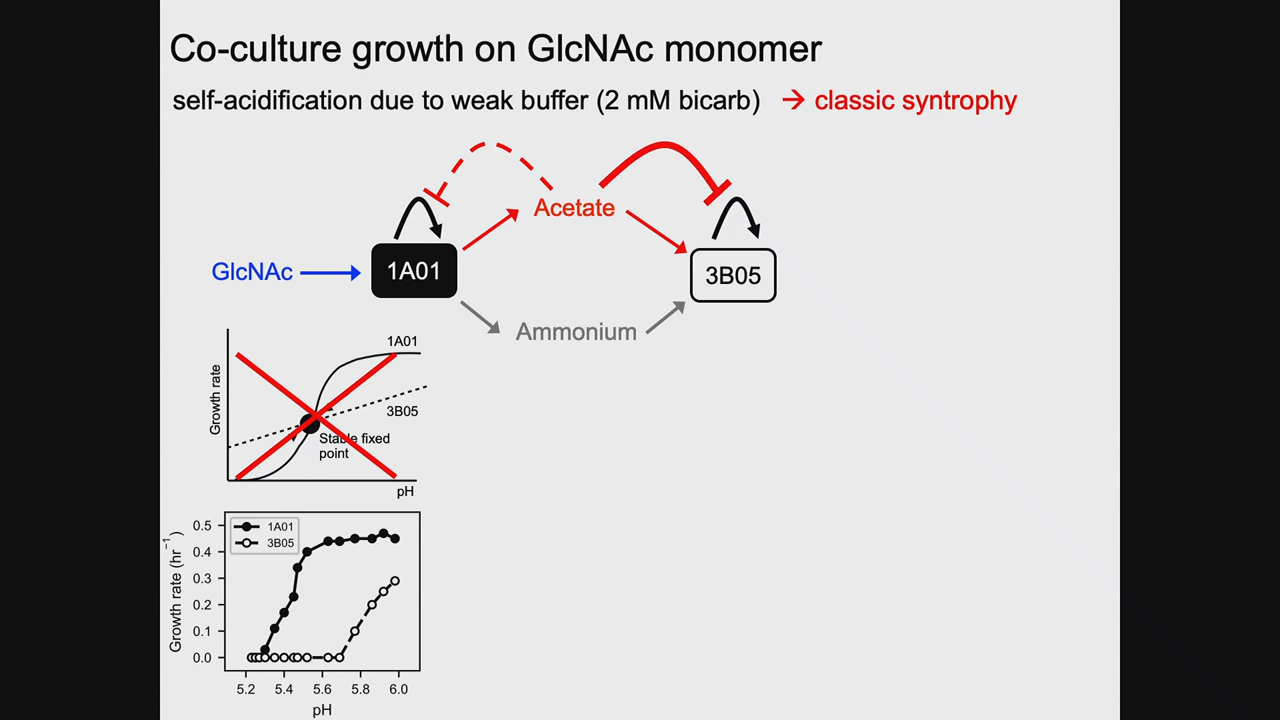 Co-culture growth on GlcNAc monomer
self-acidification due to weak buffer (2 mM bicarb) → classic syntrophy
Acetate
GlcNAc
1A01
3B05
Ammonium
1A01
Growth rate
3B05
Stable fixed
point
pH
0.5
0.4
0.3
0.2
0.1
0.0
Growth rate (hr⁻¹)
1A01
3B05
5.2 5.4 5.6 5.8 6.0
pH